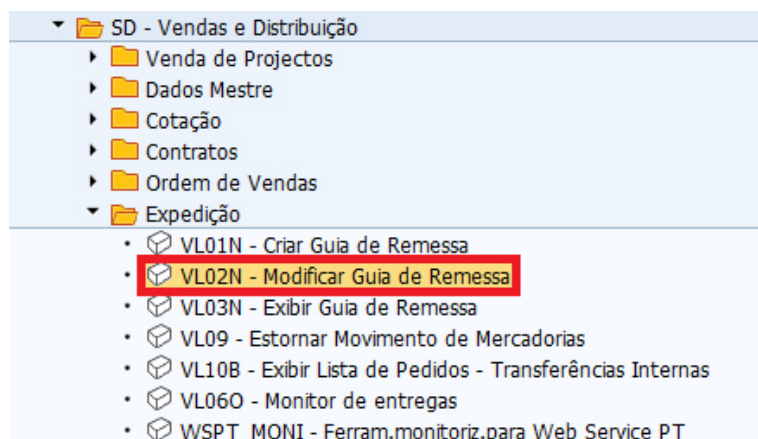 SD - Vendas e Distribuição
Venda de Projectos
Dados Mestre
Cotação
Contratos
Ordem de Vendas
Expedição
VL01N - Criar Guia de Remessa
VL02N - Modificar Guia de Remessa
VL03N - Exibir Guia de Remessa
VL09 - Estornar Movimento de Mercadorias
VL10B - Exibir Lista de Pedidos - Transferências Internas
VL06O - Monitor de entregas
WSPT_MONI - Ferram.monitoriz.para Web Service PT